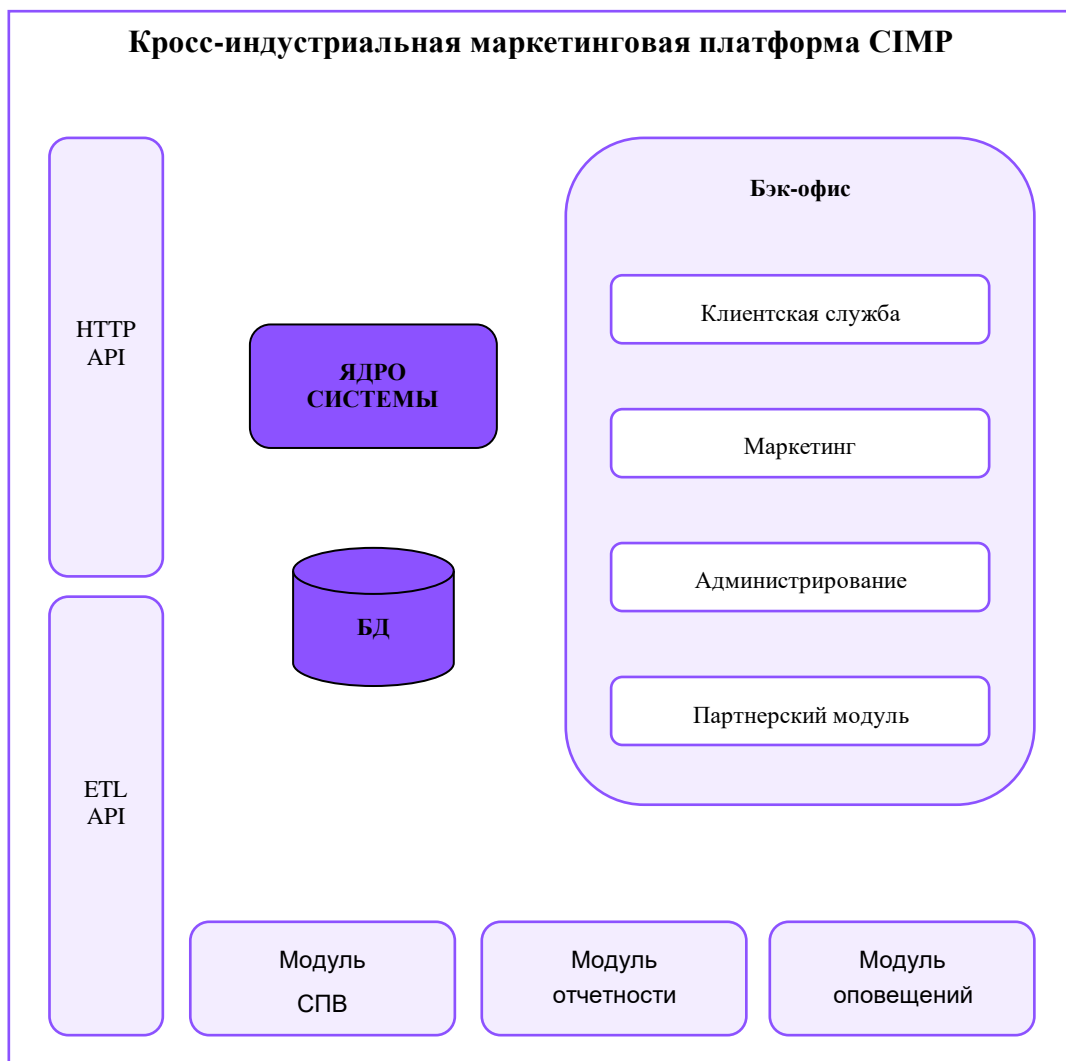 Кросс-индустриальная маркетинговая платформа CIMP
HTTP
API
ETL
API
ЯДРО
СИСТЕМЫ
БД
Бэк-офис
Клиентская служба
Маркетинг
Администрирование
Партнерский модуль
Модуль
СПВ
Модуль
отчетности
Модуль
оповещений